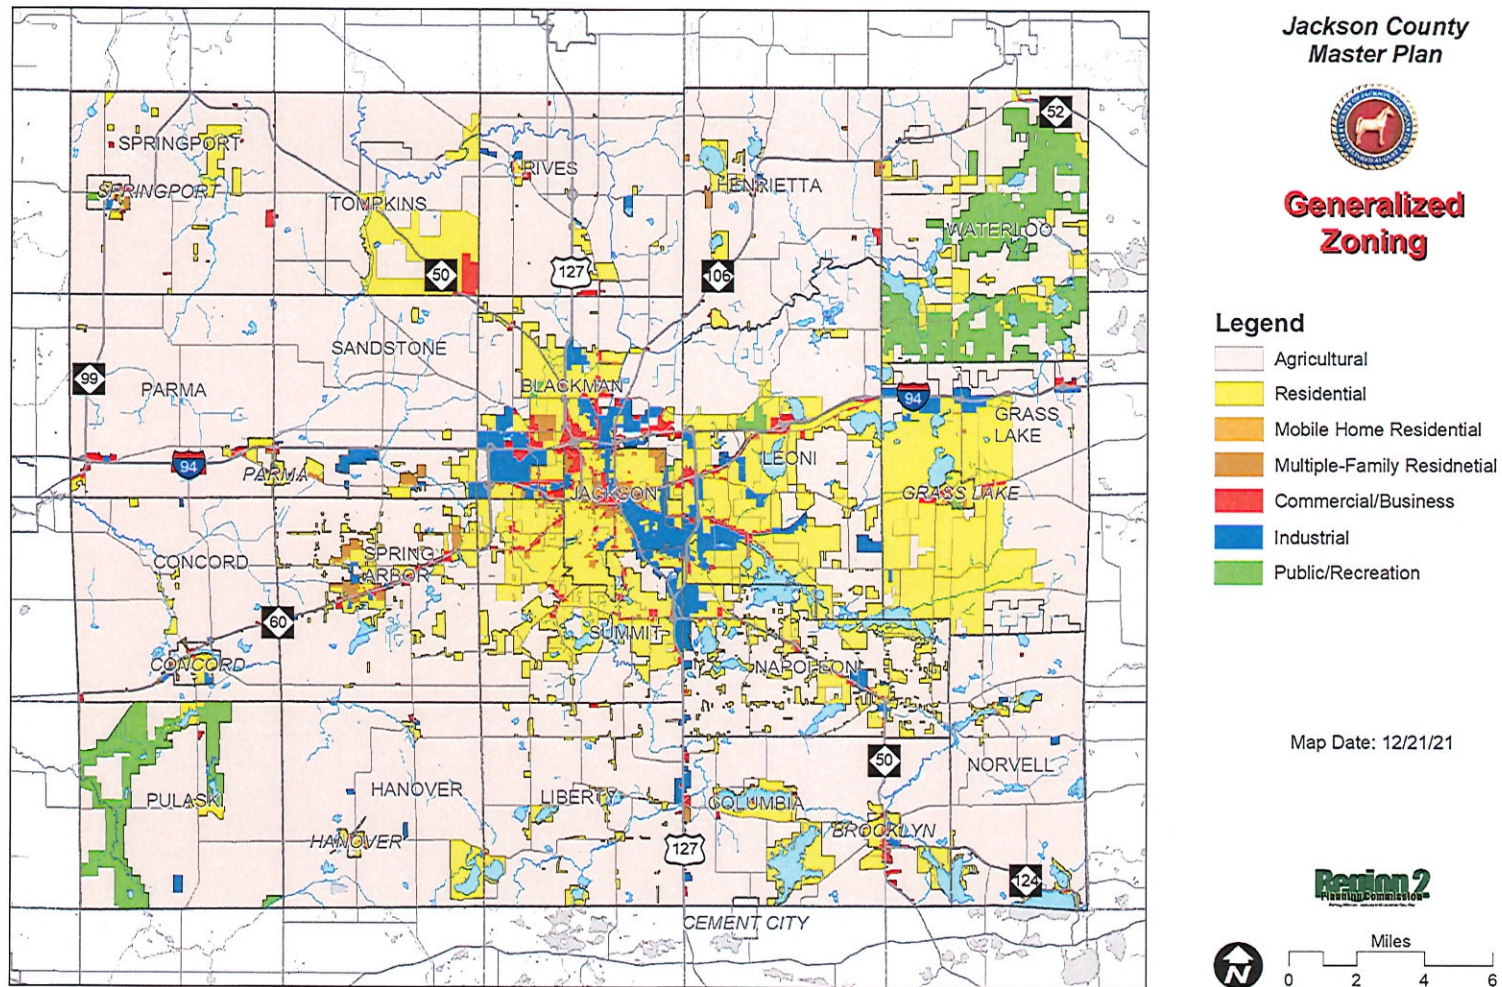 Jackson County
Master Plan
Generalized
Zoning
Legend
Agricultural
Residential
Mobile Home Residential
Multiple-Family Residnetial
Commercial/Business
Industrial
Public/Recreation
Map Date: 12/21/21
Region 2
Planning Commission
N
Miles
0 2 4 6
52
SPRINGPORT
RIVES
SPRINGPORT
HENRIETTA
TOMPKINS
WATERLOO
50
127
106
SANDSTONE
99
PARMA
BLACKMAN
94
GRASS
LAKE
94
PARMA
LEONI
JACKSON
GRASS LAKE
CONCORD
SPRING
ARBOR
60
SUMMIT
CONCORD
NAPOLEON
50
NORVELL
PULASKI
HANOVER
LIBERTY
COLUMBIA
HANOVER
BROOKLYN
127
124
CEMENT CITY